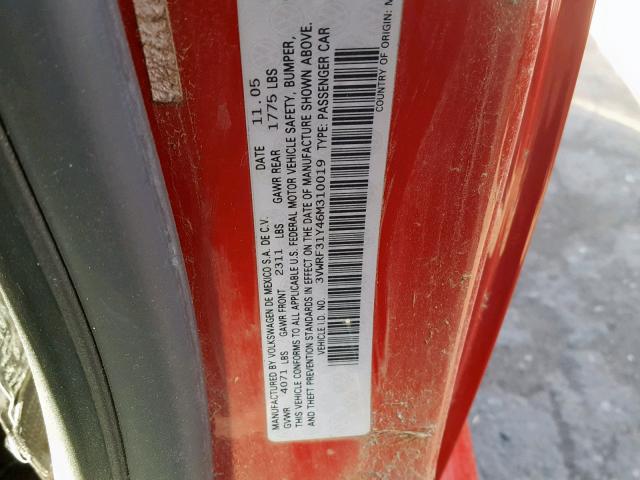 MANUFACTURED BY VOLKSWAGEN DE MEXICO S.A. DE C.V. DATE 11.05
GVWR 4071 LBS GAWR FRONT 2311 LBS GAWR REAR 1775 LBS
THIS VEHICLE CONFORMS TO ALL APPLICABLE U.S. FEDERAL MOTOR VEHICLE SAFETY, BUMPER,
AND THEFT PREVENTION STANDARDS IN EFFECT ON THE DATE OF MANUFACTURE SHOWN ABOVE.
VEHICLE I.D. NO. 3VWRF31Y46M310019 TYPE: PASSENGER CAR
COUNTRY OF ORIGIN: M